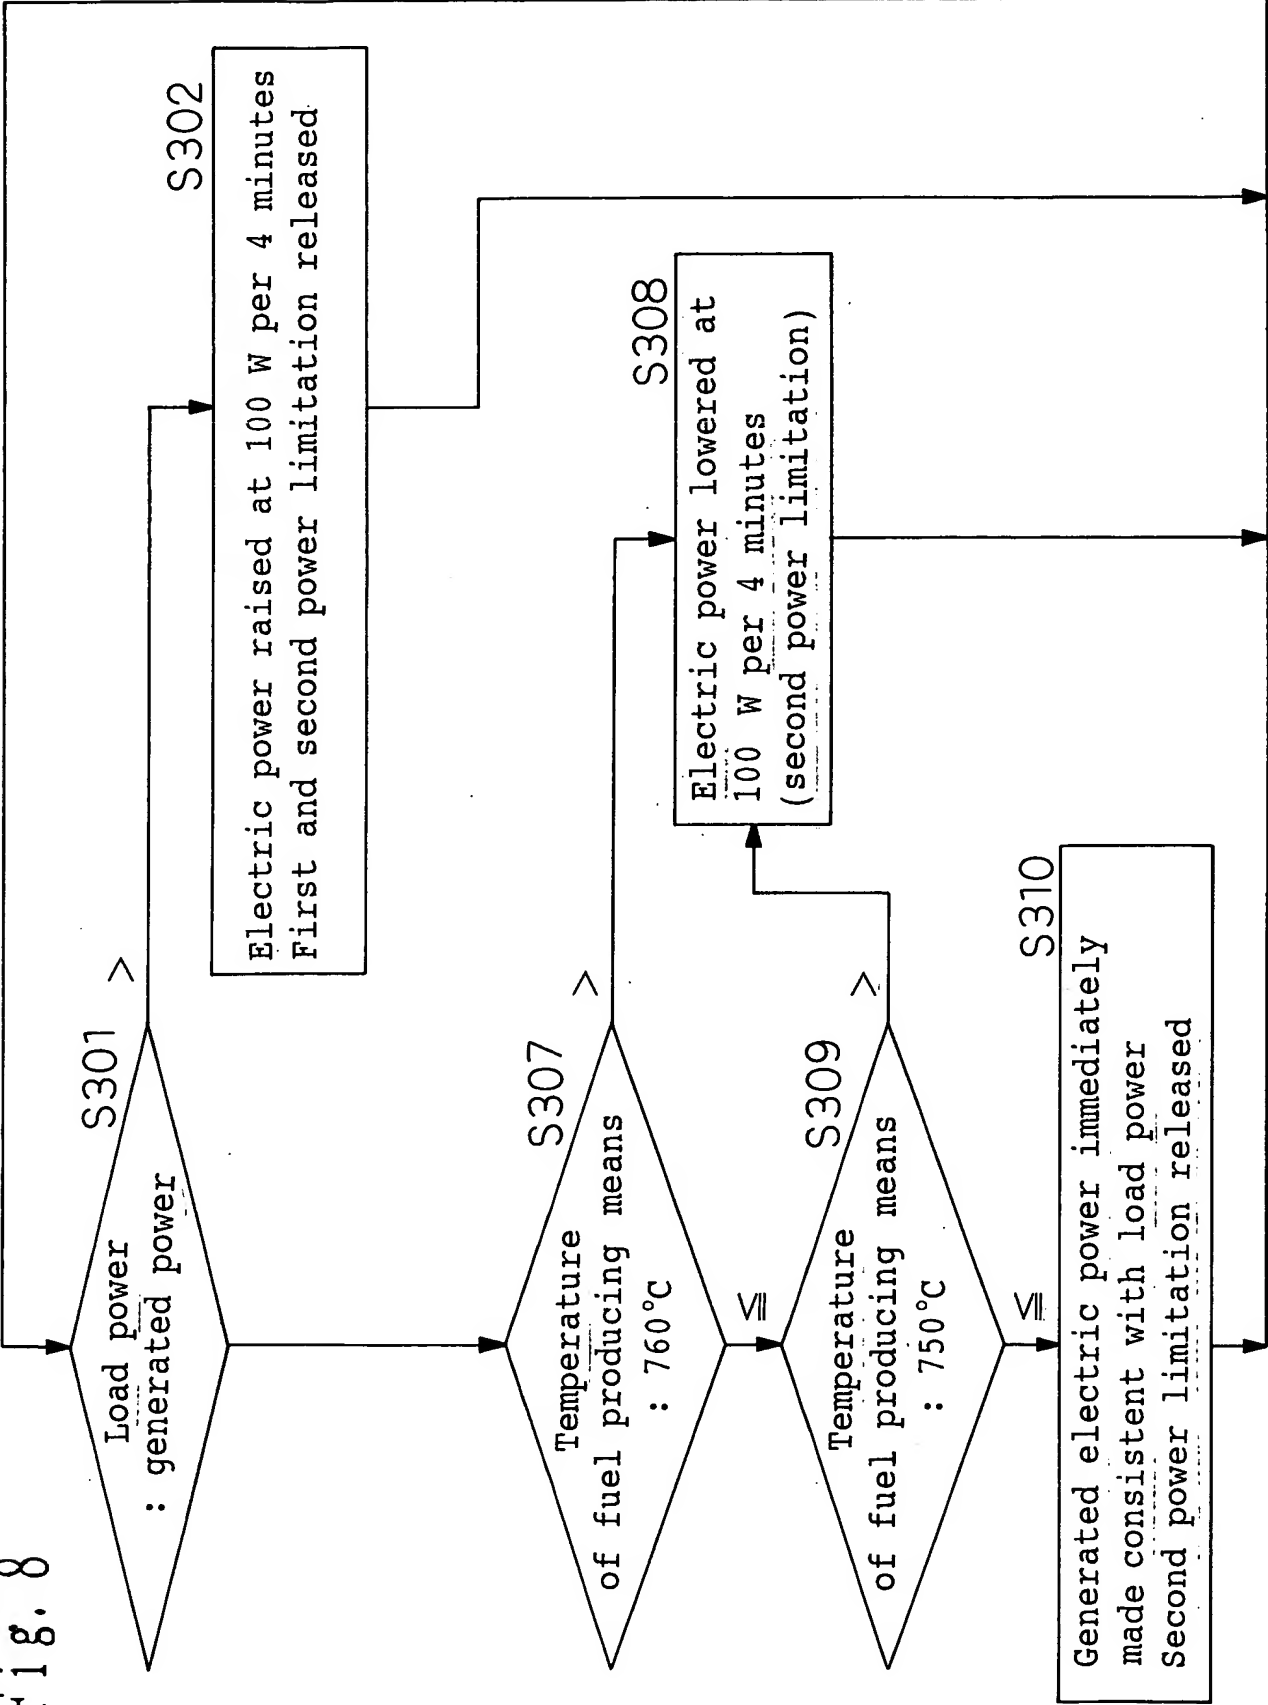 Fig. 8
S301
Load power
: generated power
>
S302
Electric power raised at 100 W per 4 minutes
First and second power limitation released
S307
Temperature
of fuel producing means
: 760°C
>
≦
S308
Electric power lowered at
100 W per 4 minutes
(second power limitation)
S309
Temperature
of fuel producing means
: 750°C
>
≦
S310
Generated electric power immediately
made consistent with load power
Second power limitation released